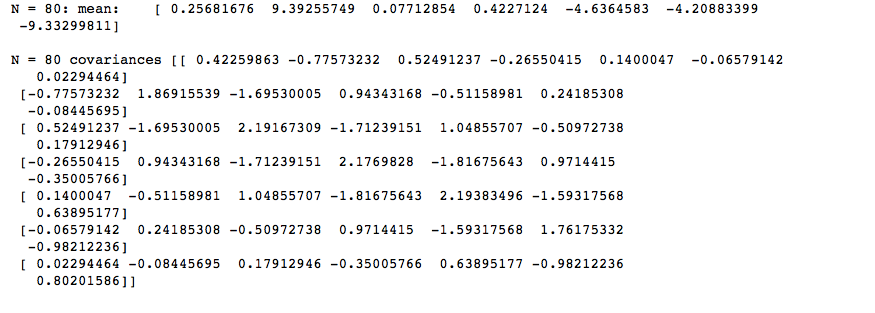 N = 80: mean:    [ 0.25681676  9.39255749  0.07712854  0.4227124  -4.6364583  -4.20883399
 -9.33299811]
N = 80 covariances [[ 0.42259863 -0.77573232  0.52491237 -0.26550415  0.1400047  -0.06579142
   0.02294464]
 [-0.77573232  1.86915539 -1.69530005  0.94343168 -0.51158981  0.24185308
  -0.08445695]
 [ 0.52491237 -1.69530005  2.19167309 -1.71239151  1.04855707 -0.50972738
   0.17912946]
 [-0.26550415  0.94343168 -1.71239151  2.1769828  -1.81675643  0.9714415
  -0.35005766]
 [ 0.1400047  -0.51158981  1.04855707 -1.81675643  2.19383496 -1.59317568
   0.63895177]
 [-0.06579142  0.24185308 -0.50972738  0.9714415  -1.59317568  1.76175332
  -0.98212236]
 [ 0.02294464 -0.08445695  0.17912946 -0.35005766  0.63895177 -0.98212236
   0.80201586]]